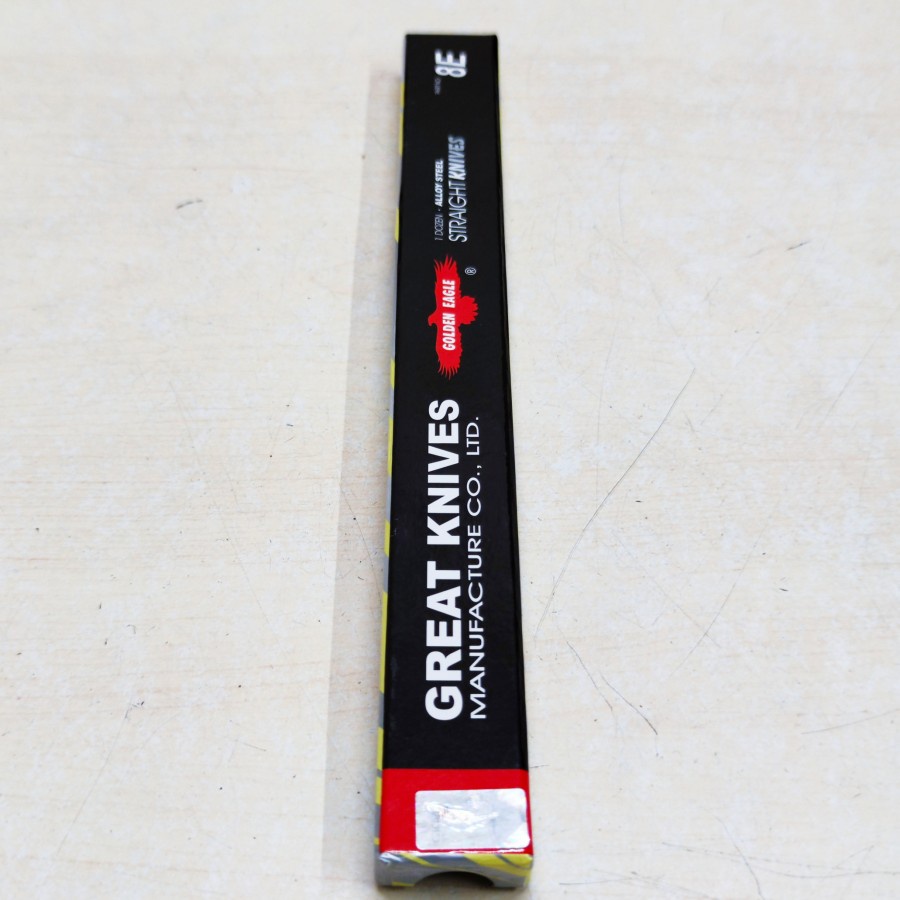 GREAT KNIVES
MANUFACTURE CO., LTD.
GOLDEN EAGLE
®
1 DOZEN - ALLOY STEEL
STRAIGHT KNIVES
8E